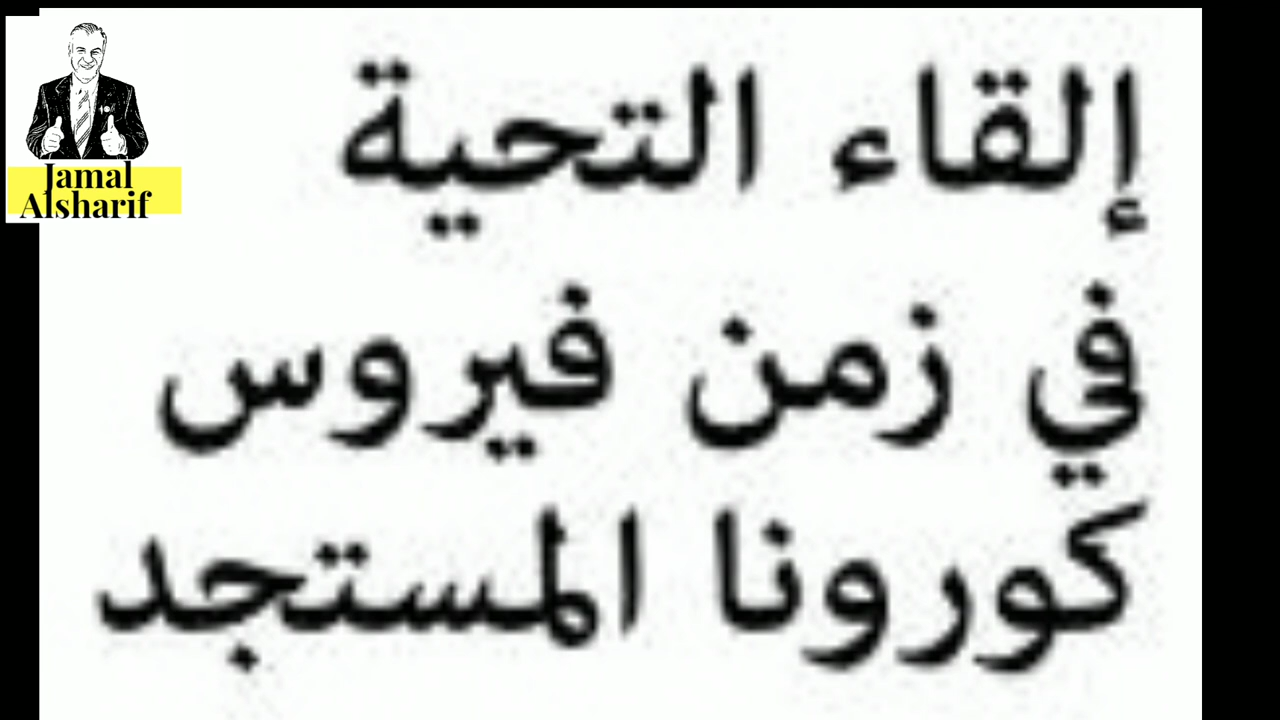 Jamal
Alsharif
إلقاء التحية
في زمن فيروس
كورونا المستجد